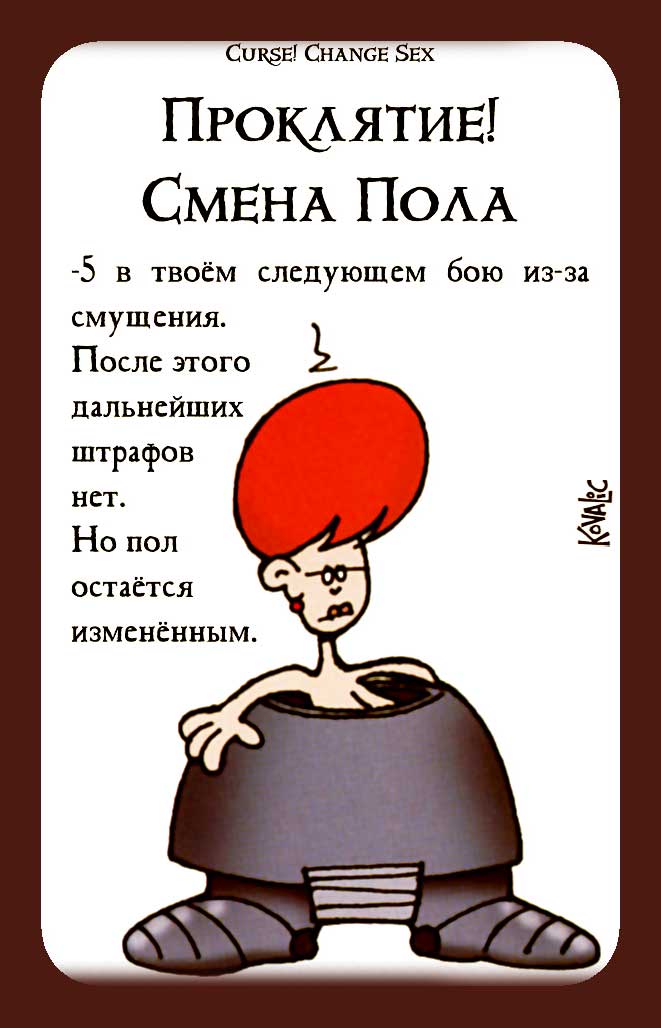 Curse! Change Sex
Проклятие!
Смена Пола
-5 в твоём следующем бою из-за
смущения.
После этого
дальнейших
штрафов
нет.
Но пол
остаётся
изменённым.
Kovalic